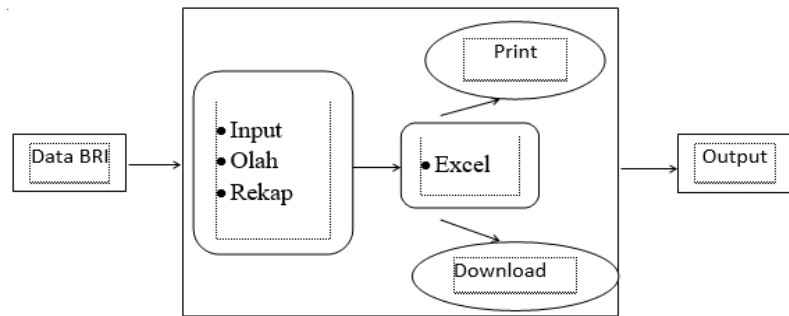 Data BRI
• Input
• Olah
• Rekap
• Excel
Print
Download
Output